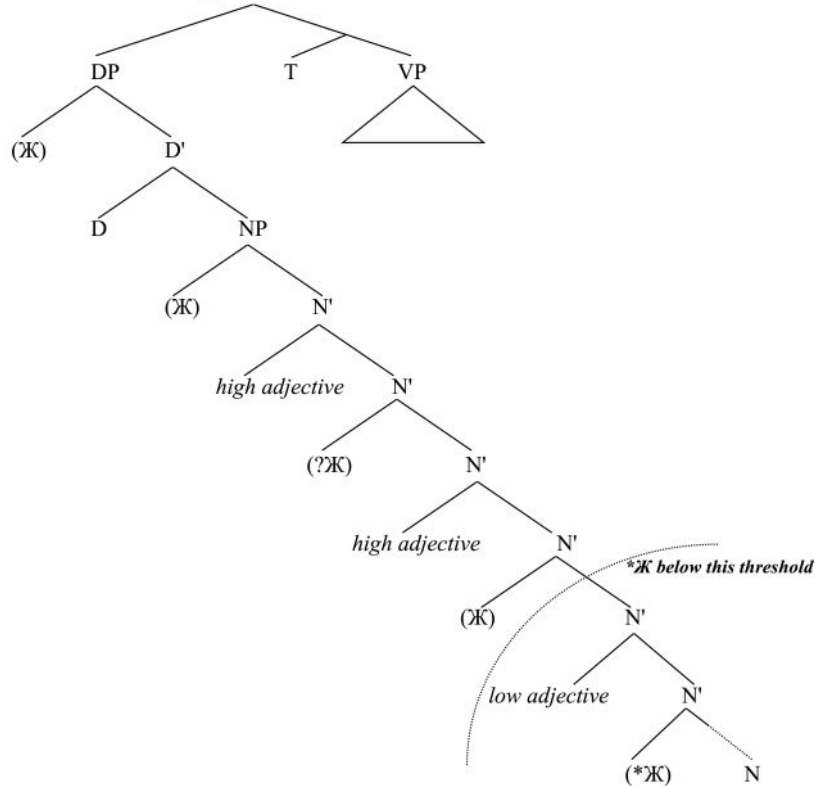 DP T VP
(Ж) D'
D NP
(Ж) N'
high adjective N'
(?Ж) N'
high adjective N'
*Ж below this threshold
(Ж) N'
low adjective N'
(*Ж) N